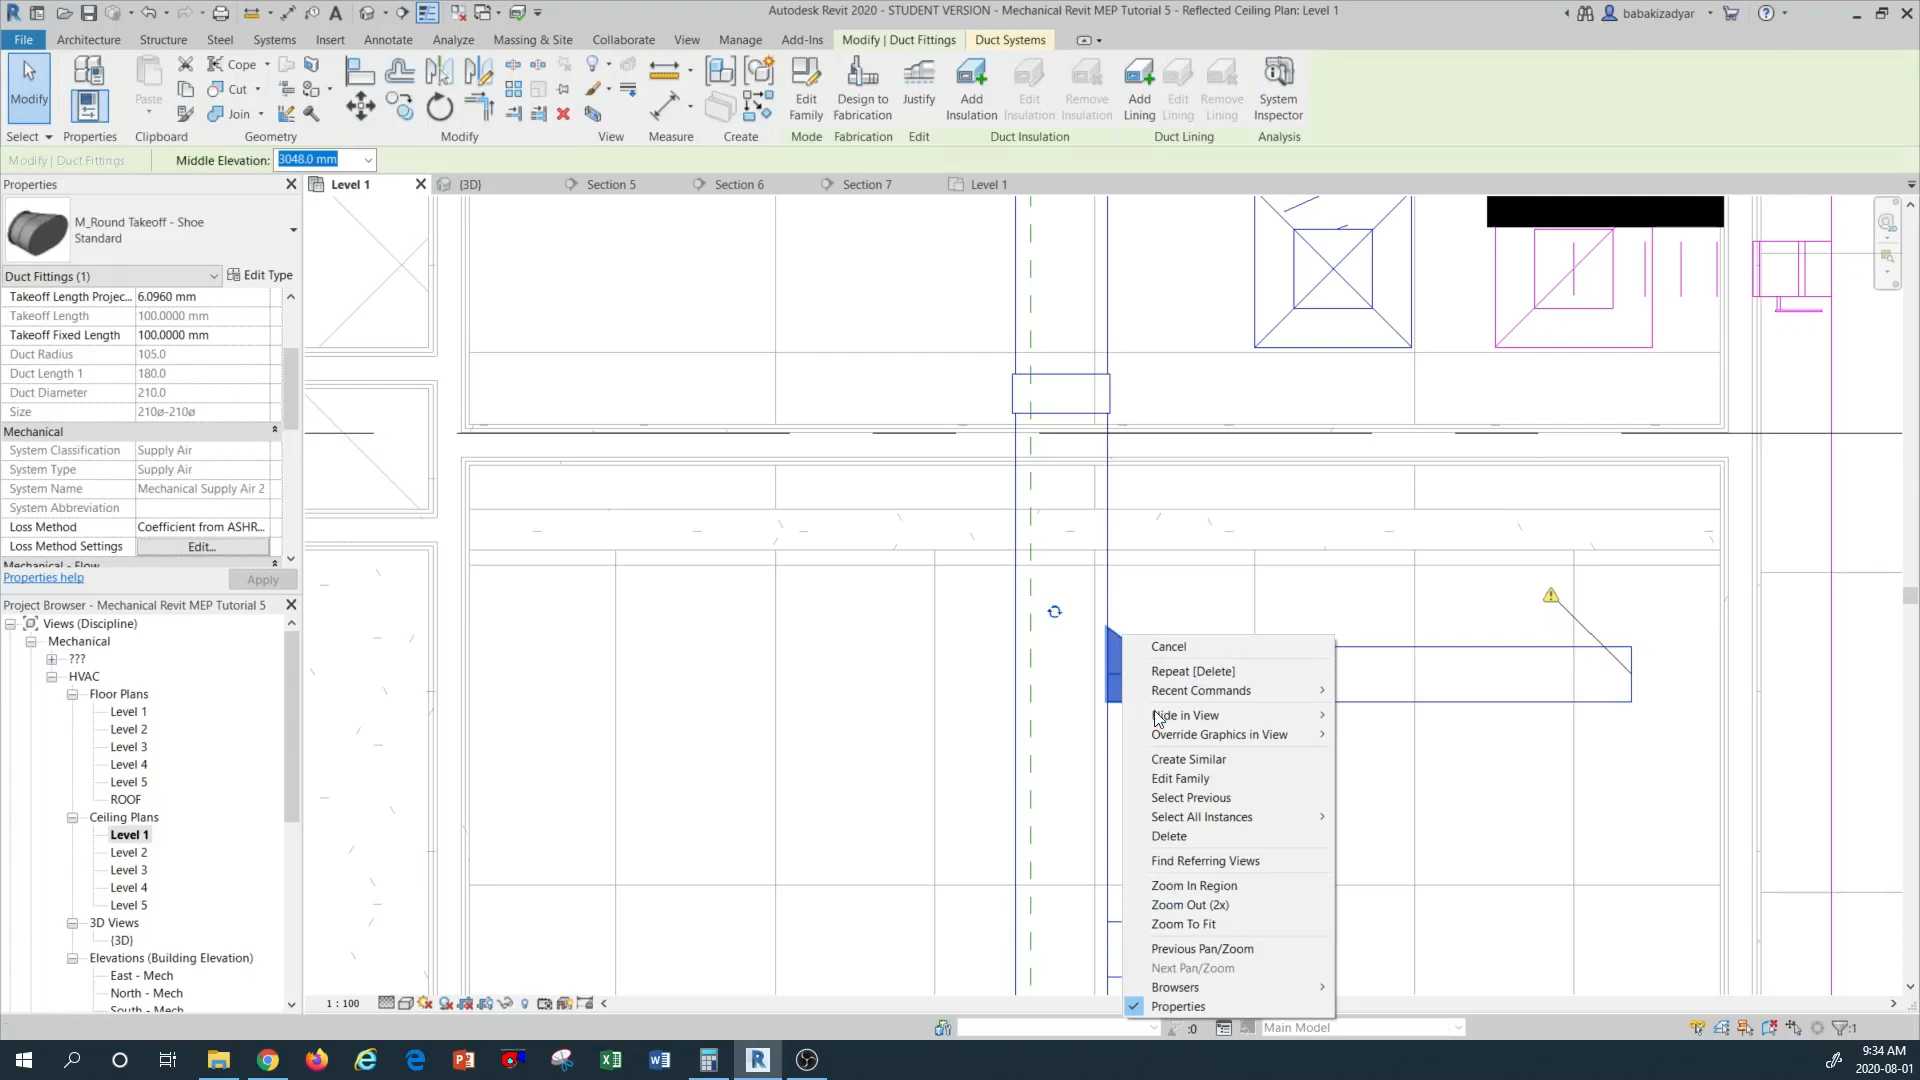 Autodesk Revit 2020 - STUDENT VERSION - Mechanical Revit MEP Tutorial 5 - Reflected Ceiling Plan: Level 1
babakizadyar
File Architecture Structure Steel Systems Insert Annotate Analyze Massing & Site Collaborate View Manage Add-Ins Modify | Duct Fittings Duct Systems
Modify
Paste
Cope
Cut
Join
Edit Family
Design to Fabrication
Justify
Add Insulation
Edit Insulation
Remove Insulation
Add Lining
Edit Lining
Remove Lining
System Inspector
Select Properties Clipboard Geometry Modify View Measure Create Mode Fabrication Edit Duct Insulation Duct Lining Analysis
Modify | Duct Fittings Middle Elevation: 3048.0 mm
Properties
Level 1 {3D} Section 5 Section 6 Section 7 Level 1
M_Round Takeoff - Shoe
Standard
Duct Fittings (1) Edit Type
Takeoff Length Projec... 6.0960 mm
Takeoff Length 100.0000 mm
Takeoff Fixed Length 100.0000 mm
Duct Radius 105.0
Duct Length 1 180.0
Duct Diameter 210.0
Size 210ø-210ø
Mechanical
System Classification Supply Air
System Type Supply Air
System Name Mechanical Supply Air 2
System Abbreviation
Loss Method Coefficient from ASHR...
Loss Method Settings Edit...
Mechanical - Flow
Properties help Apply
Project Browser - Mechanical Revit MEP Tutorial 5
Views (Discipline)
Mechanical
???
HVAC
Floor Plans
Level 1
Level 2
Level 3
Level 4
Level 5
ROOF
Ceiling Plans
Level 1
Level 2
Level 3
Level 4
Level 5
3D Views
{3D}
Elevations (Building Elevation)
East - Mech
North - Mech
South - Mech
Cancel
Repeat [Delete]
Recent Commands
Hide in View
Override Graphics in View
Create Similar
Edit Family
Select Previous
Select All Instances
Delete
Find Referring Views
Zoom In Region
Zoom Out (2x)
Zoom To Fit
Previous Pan/Zoom
Next Pan/Zoom
Browsers
Properties
1 : 100
:0 Main Model :1
9:34 AM
2020-08-01